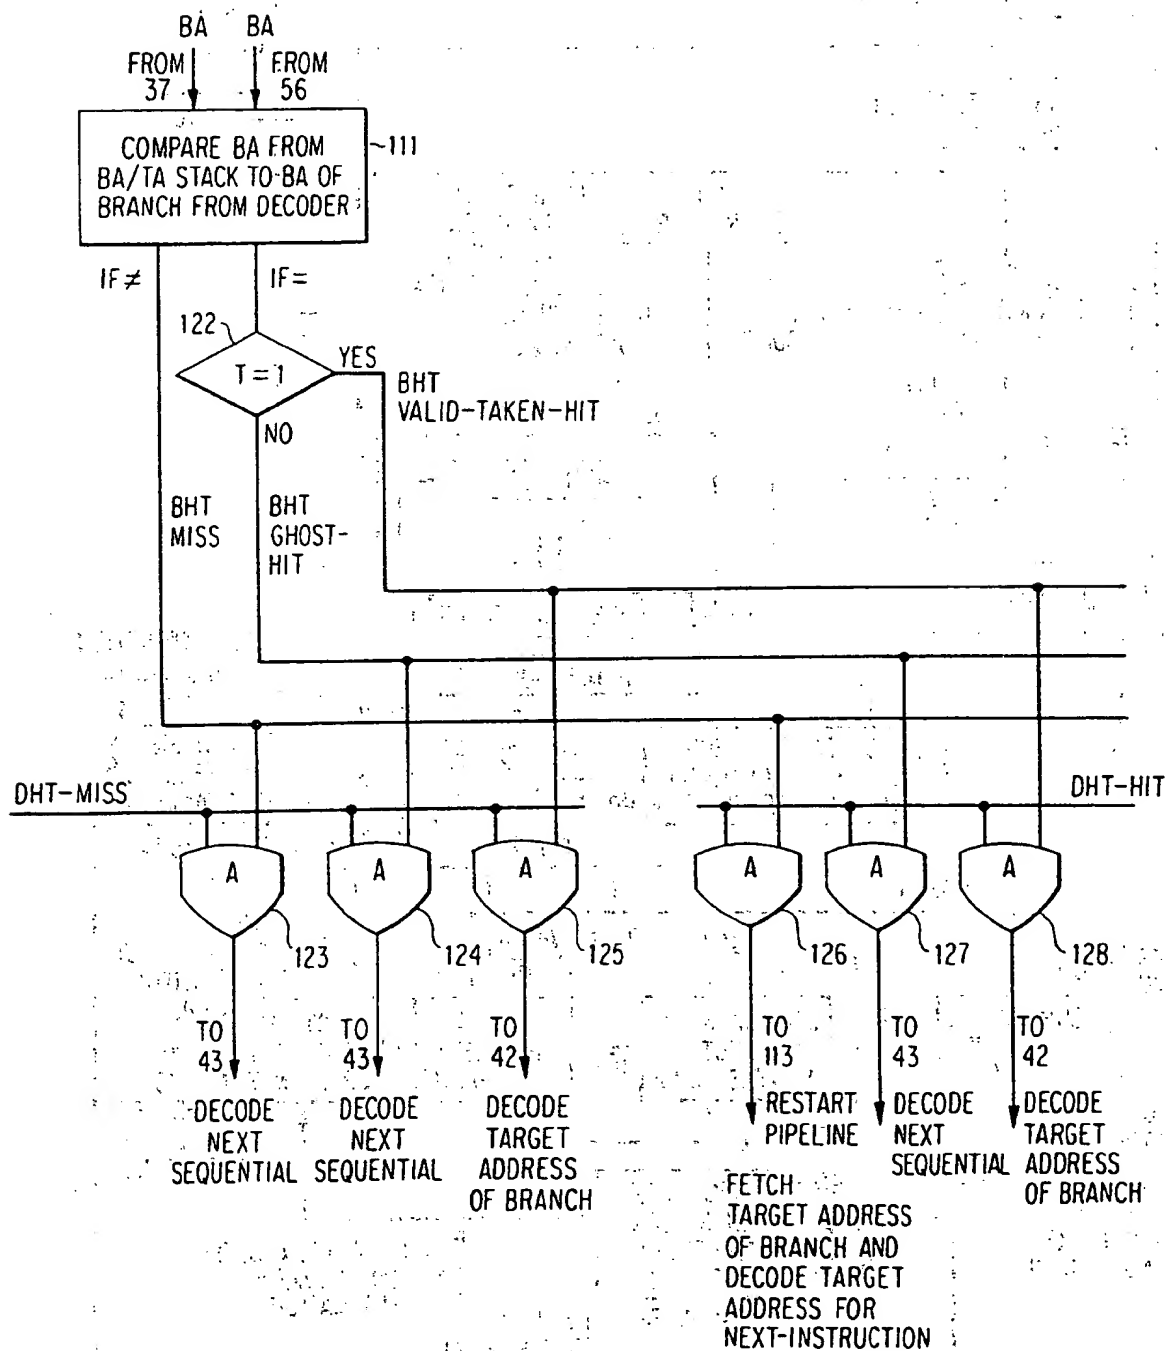 BA BA
FROM 37
FROM 56
COMPARE BA FROM
BA/TA STACK TO BA OF
BRANCH FROM DECODER
111
IF ≠
IF =
122
T = 1
YES
NO
BHT
VALID-TAKEN-HIT
BHT
MISS
BHT
GHOST-
HIT
DHT-MISS
DHT-HIT
A
A
A
A
A
A
123
124
125
126
127
128
TO
43
DECODE
NEXT
SEQUENTIAL
TO
43
DECODE
NEXT
SEQUENTIAL
TO
42
DECODE
TARGET
ADDRESS
OF BRANCH
TO
113
RESTART
PIPELINE
FETCH
TARGET ADDRESS
OF BRANCH AND
DECODE TARGET
ADDRESS FOR
NEXT-INSTRUCTION
TO
43
DECODE
NEXT
SEQUENTIAL
TO
42
DECODE
TARGET
ADDRESS
OF BRANCH